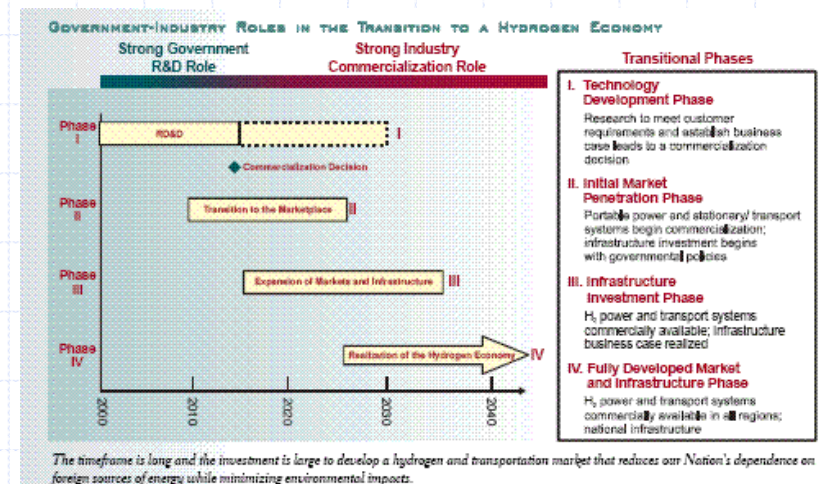 Government-Industry Roles in the Transition to a Hydrogen Economy
Strong Government
R&D Role
Strong Industry
Commercialization Role
Phase
I
RD&D
I
Commercialization Decision
Phase
II
Transition to the Marketplace
II
Phase
III
Expansion of Markets and Infrastructure
III
Phase
IV
Realization of the Hydrogen Economy
IV
2000
2010
2020
2030
2040
Transitional Phases
I. Technology
Development Phase
Research to meet customer
requirements and establish business
case leads to a commercialization
decision
II. Initial Market
Penetration Phase
Portable power and stationary/ transport
systems begin commercialization;
infrastructure investment begins
with governmental policies
III. Infrastructure
Investment Phase
H₂ power and transport systems
commercially available; infrastructure
business case realized
IV. Fully Developed Market
and Infrastructure Phase
H₂ power and transport systems
commercially available in all regions;
national infrastructure
The timeframe is long and the investment is large to develop a hydrogen and transportation market that reduces our Nation's dependence on
foreign sources of energy while minimizing environmental impacts.